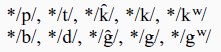 */p/, */t/, */k̂/, */k/, */kʷ/
*/b/, */d/, */ĝ/, */g/, */gʷ/